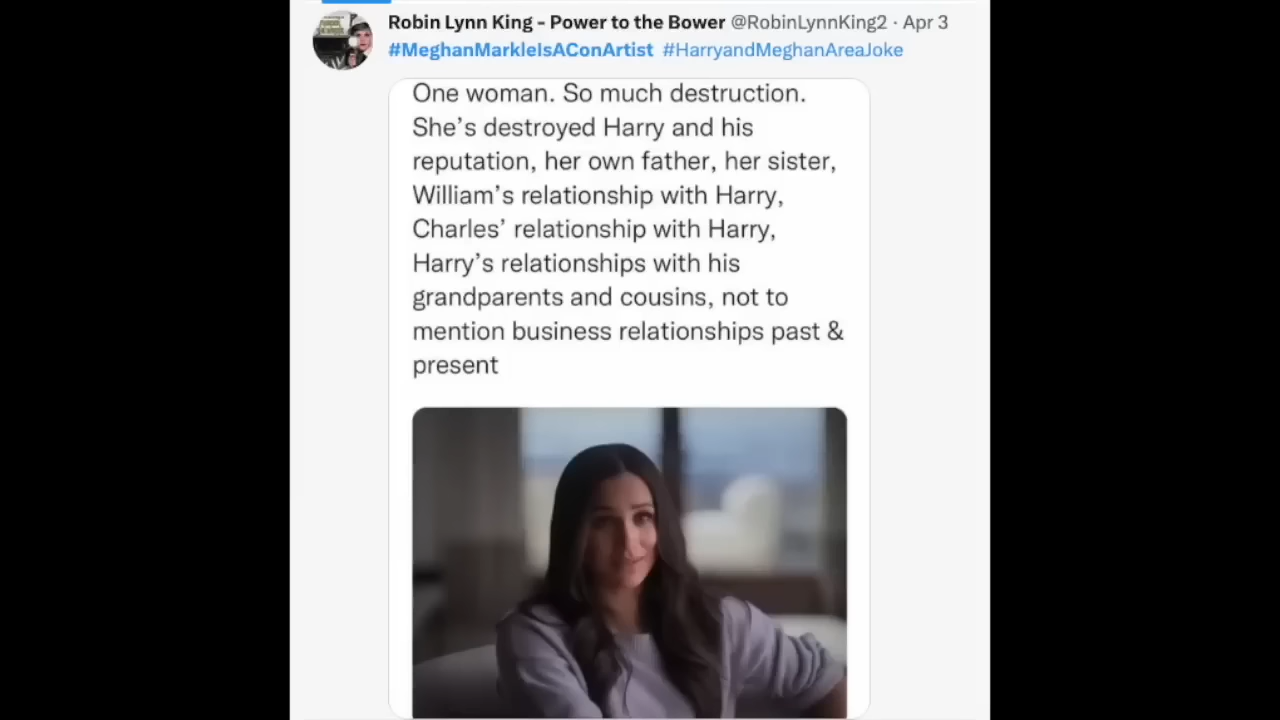 Robin Lynn King - Power to the Bower @RobinLynnKing2 · Apr 3
#MeghanMarkleIsAConArtist #HarryandMeghanAreaJoke
One woman. So much destruction.
She's destroyed Harry and his
reputation, her own father, her sister,
William's relationship with Harry,
Charles' relationship with Harry,
Harry's relationships with his
grandparents and cousins, not to
mention business relationships past &
present